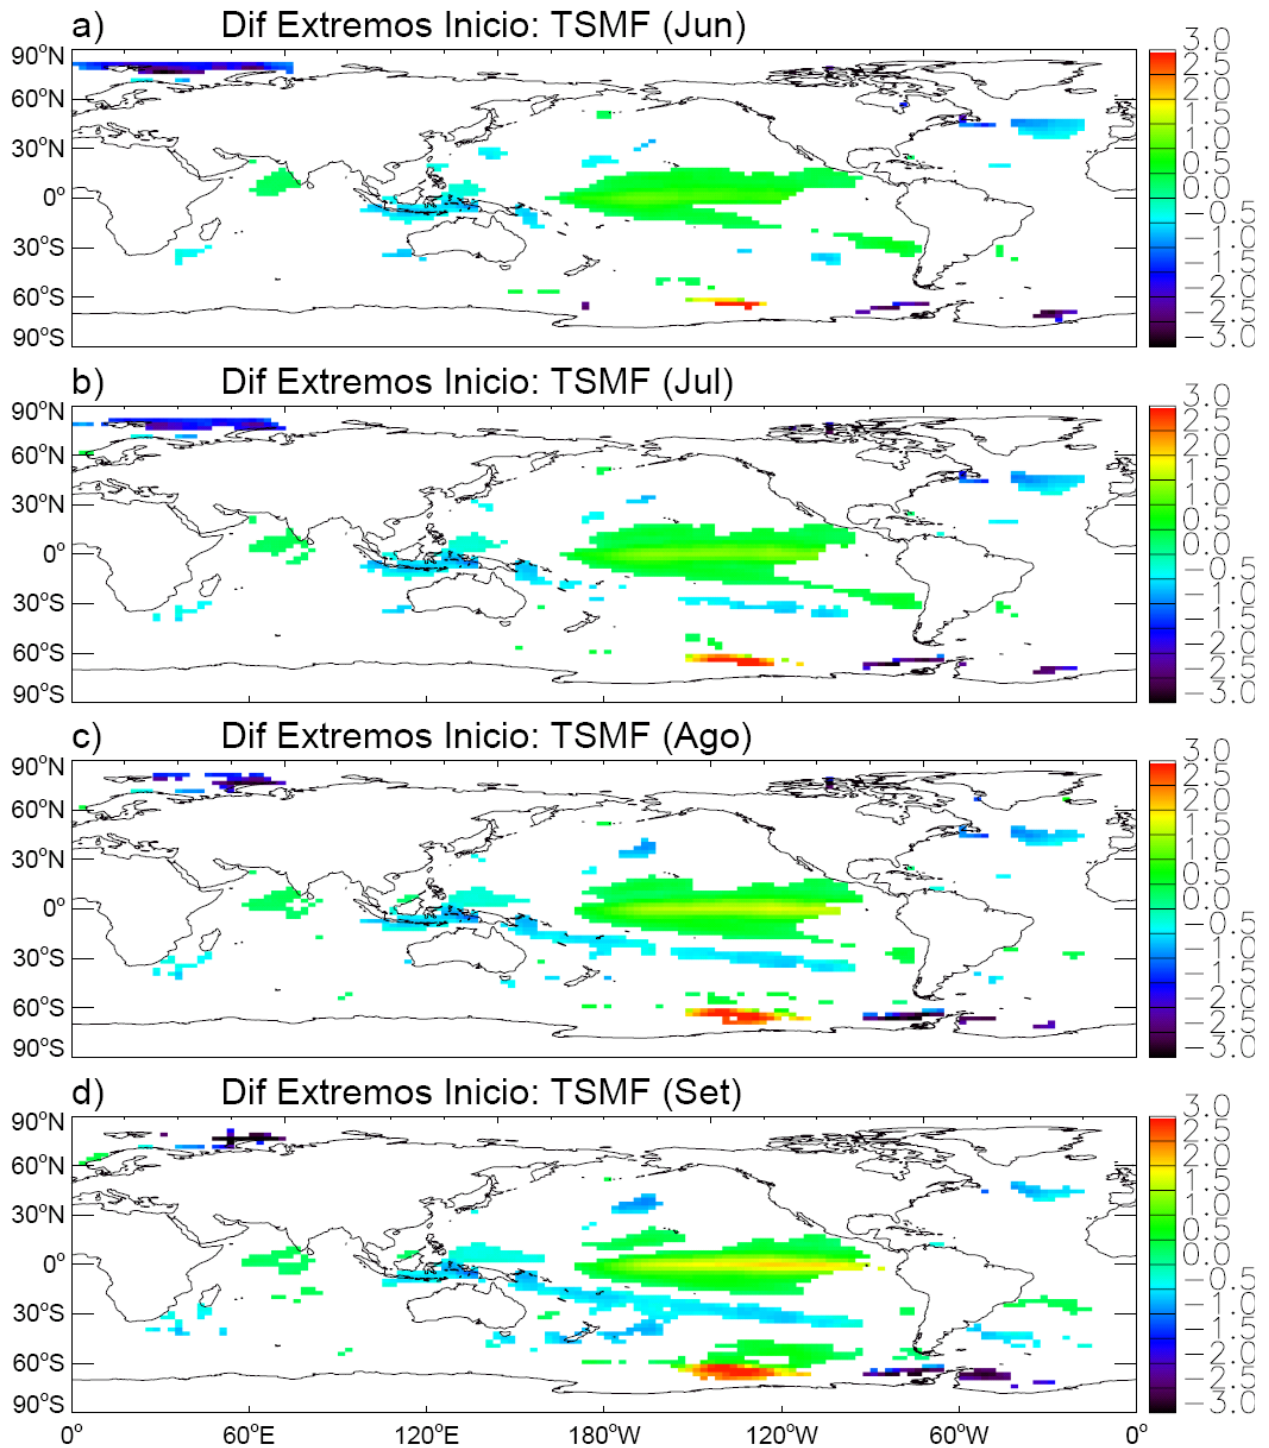 a) Dif Extremos Inicio: TSMF (Jun)
90°N
60°N
30°N
0°
30°S
60°S
90°S
3.0
2.5
2.0
1.5
1.0
0.5
0.0
−0.5
−1.0
−1.5
−2.0
−2.5
−3.0
b) Dif Extremos Inicio: TSMF (Jul)
90°N
60°N
30°N
0°
30°S
60°S
90°S
3.0
2.5
2.0
1.5
1.0
0.5
0.0
−0.5
−1.0
−1.5
−2.0
−2.5
−3.0
c) Dif Extremos Inicio: TSMF (Ago)
90°N
60°N
30°N
0°
30°S
60°S
90°S
3.0
2.5
2.0
1.5
1.0
0.5
0.0
−0.5
−1.0
−1.5
−2.0
−2.5
−3.0
d) Dif Extremos Inicio: TSMF (Set)
90°N
60°N
30°N
0°
30°S
60°S
90°S
3.0
2.5
2.0
1.5
1.0
0.5
0.0
−0.5
−1.0
−1.5
−2.0
−2.5
−3.0
0° 60°E 120°E 180°W 120°W 60°W 0°